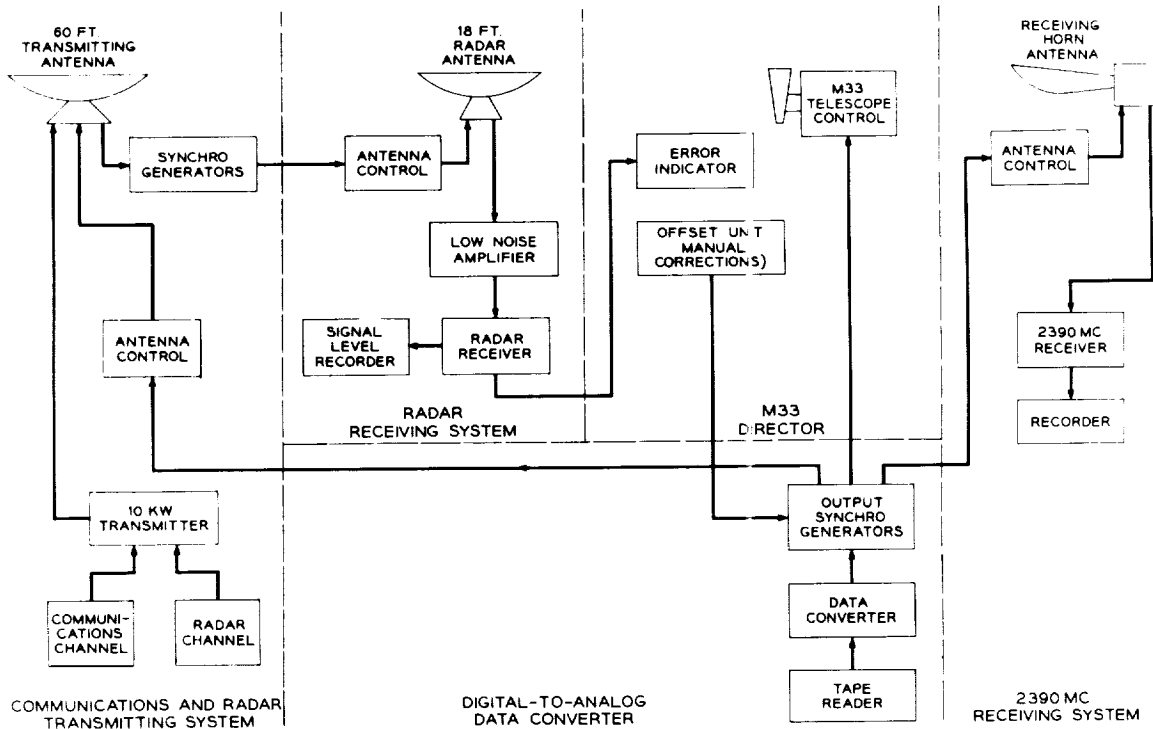 60 FT.
TRANSMITTING
ANTENNA
SYNCHRO
GENERATORS
ANTENNA
CONTROL
10 KW
TRANSMITTER
COMMUNI-
CATIONS
CHANNEL
RADAR
CHANNEL
COMMUNICATIONS AND RADAR
TRANSMITTING SYSTEM
18 FT.
RADAR
ANTENNA
ANTENNA
CONTROL
LOW NOISE
AMPLIFIER
SIGNAL
LEVEL
RECORDER
RADAR
RECEIVER
RADAR
RECEIVING SYSTEM
M33
TELESCOPE
CONTROL
ERROR
INDICATOR
OFFSET UNIT
MANUAL
CORRECTIONS)
M33
DIRECTOR
OUTPUT
SYNCHRO
GENERATORS
DATA
CONVERTER
TAPE
READER
DIGITAL-TO-ANALOG
DATA CONVERTER
RECEIVING
HORN
ANTENNA
ANTENNA
CONTROL
2390 MC
RECEIVER
RECORDER
2390 MC
RECEIVING SYSTEM